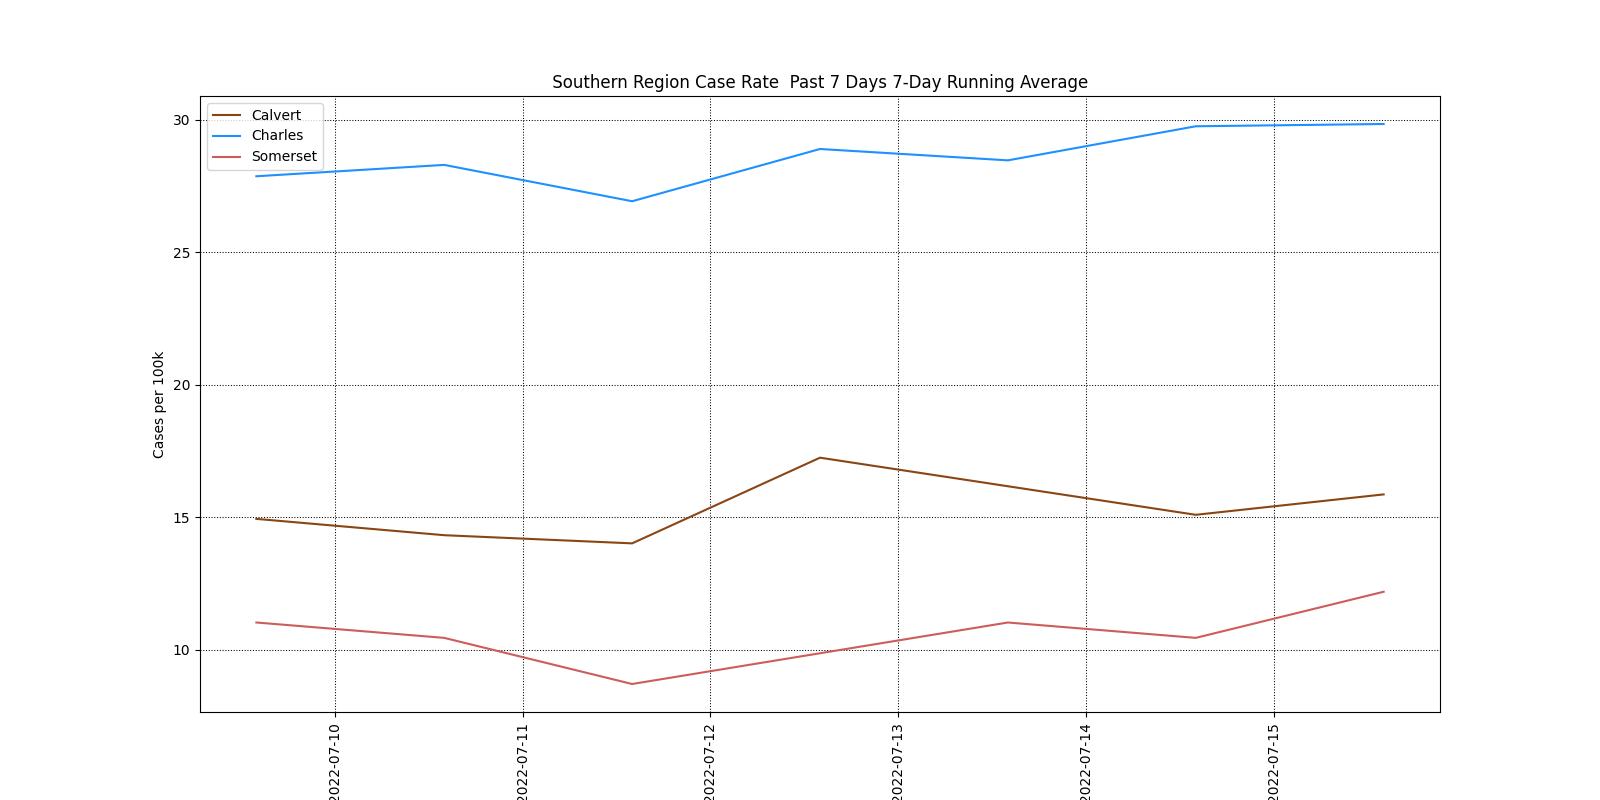 Southern Region Case Rate  Past 7 Days 7-Day Running Average
Calvert
Charles
Somerset
30
25
20
15
10
Cases per 100k
2022-07-10
2022-07-11
2022-07-12
2022-07-13
2022-07-14
2022-07-15